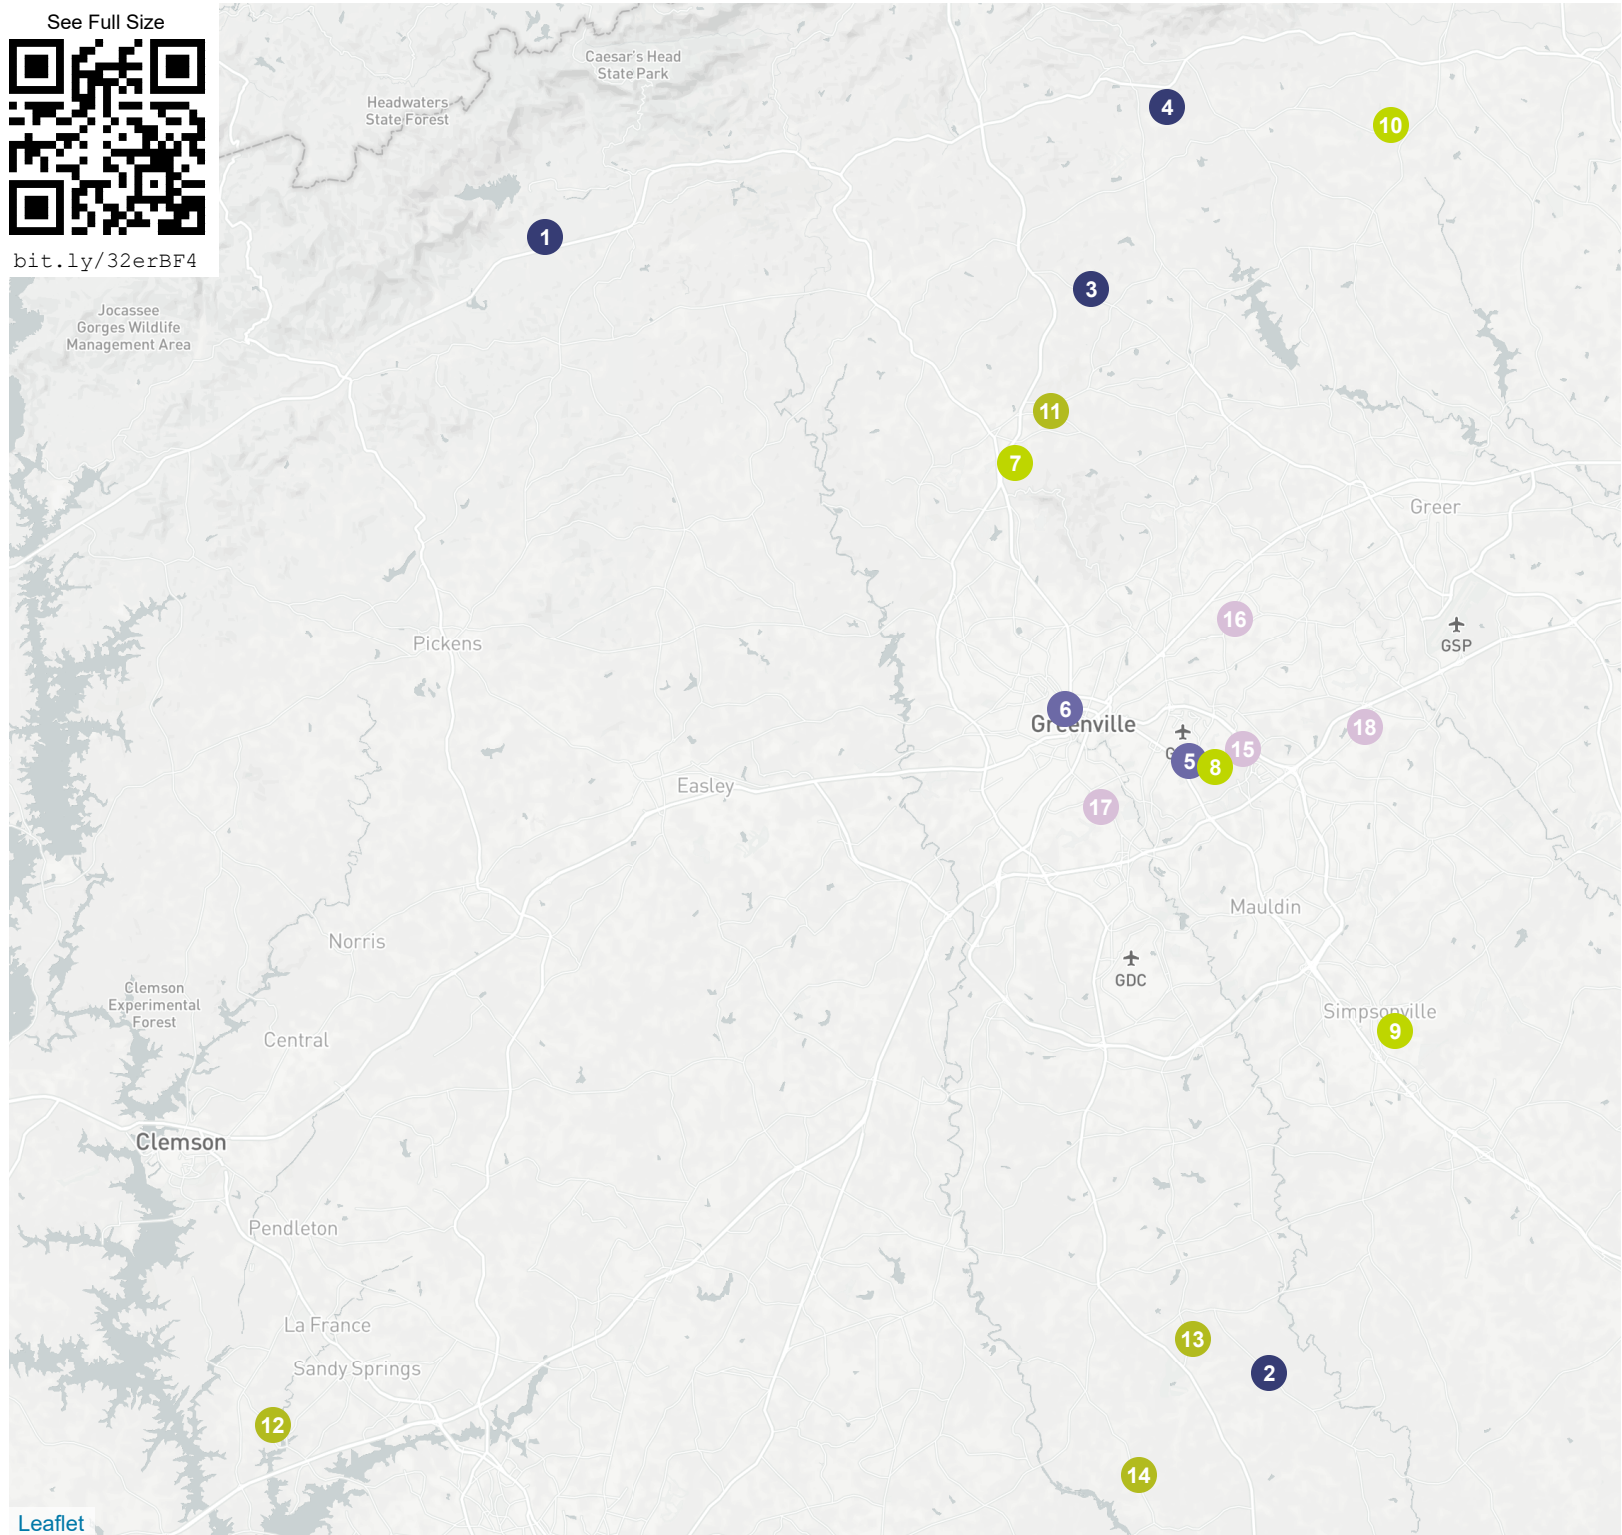 See Full Size
bit.ly/32erBF4
Caesar's Head
State Park
Headwaters
State Forest
4
10
1
3
Jocassee
Gorges Wildlife
Management Area
11
7
Greer
16
GSP
Pickens
6
Greenville
18
15
5
8
Easley
17
Mauldin
Norris
GDC
Clemson
Experimental
Forest
Simpsonville
9
Central
Clemson
Pendleton
La France
13
Sandy Springs
2
12
14
Leaflet